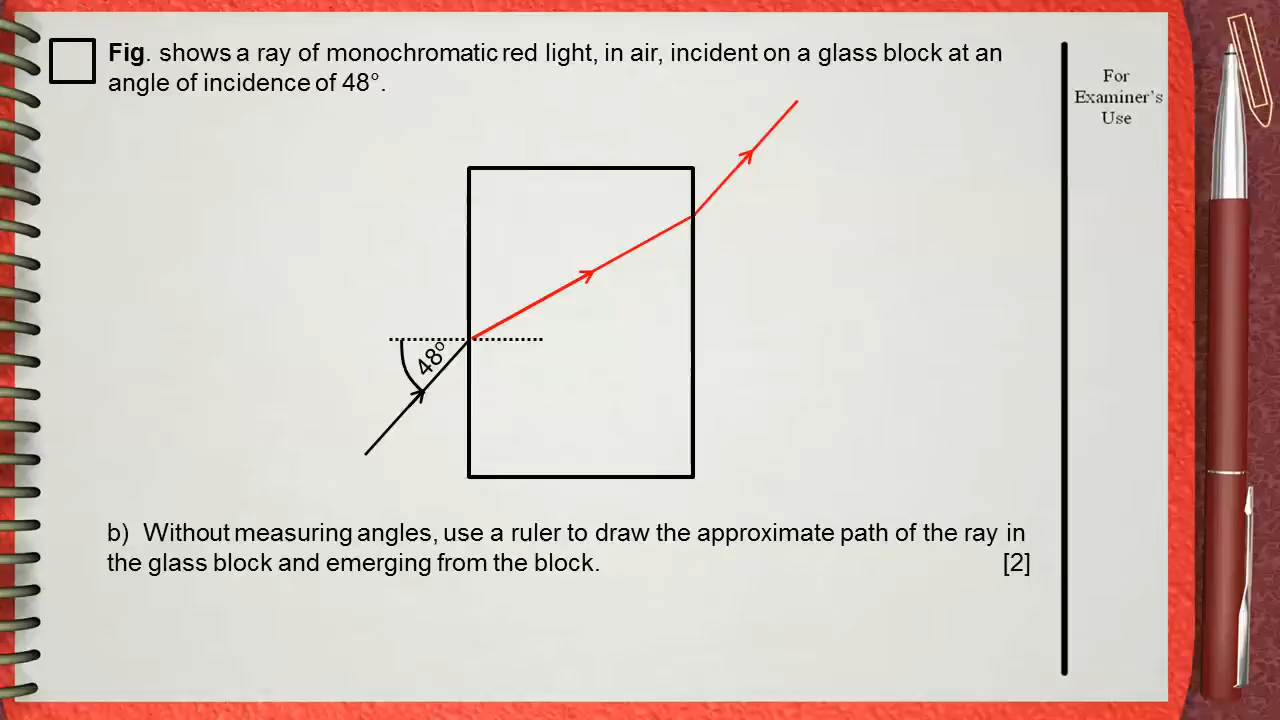 Fig. shows a ray of monochromatic red light, in air, incident on a glass block at an
angle of incidence of 48°.
For
Examiner's
Use
48°
b) Without measuring angles, use a ruler to draw the approximate path of the ray in
the glass block and emerging from the block. [2]